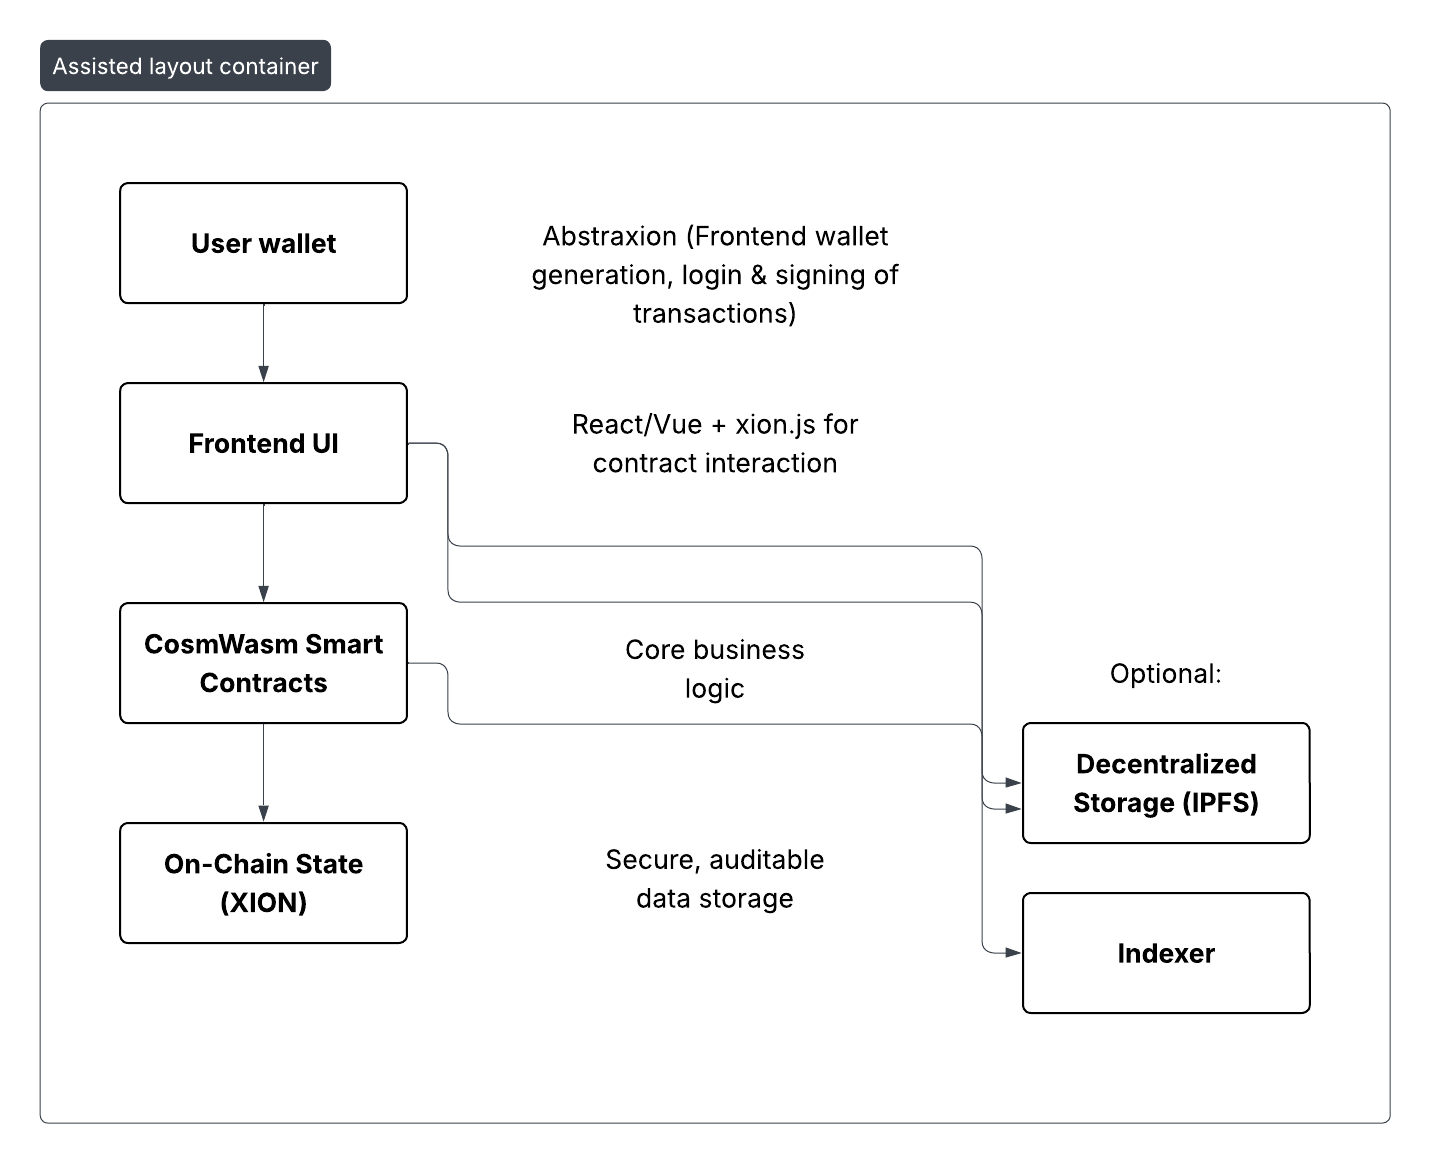 Assisted layout container
User wallet
Abstraxion (Frontend wallet
generation, login & signing of
transactions)
Frontend UI
React/Vue + xion.js for
contract interaction
CosmWasm Smart
Contracts
Core business
logic
Optional:
Decentralized
Storage (IPFS)
On-Chain State
(XION)
Secure, auditable
data storage
Indexer